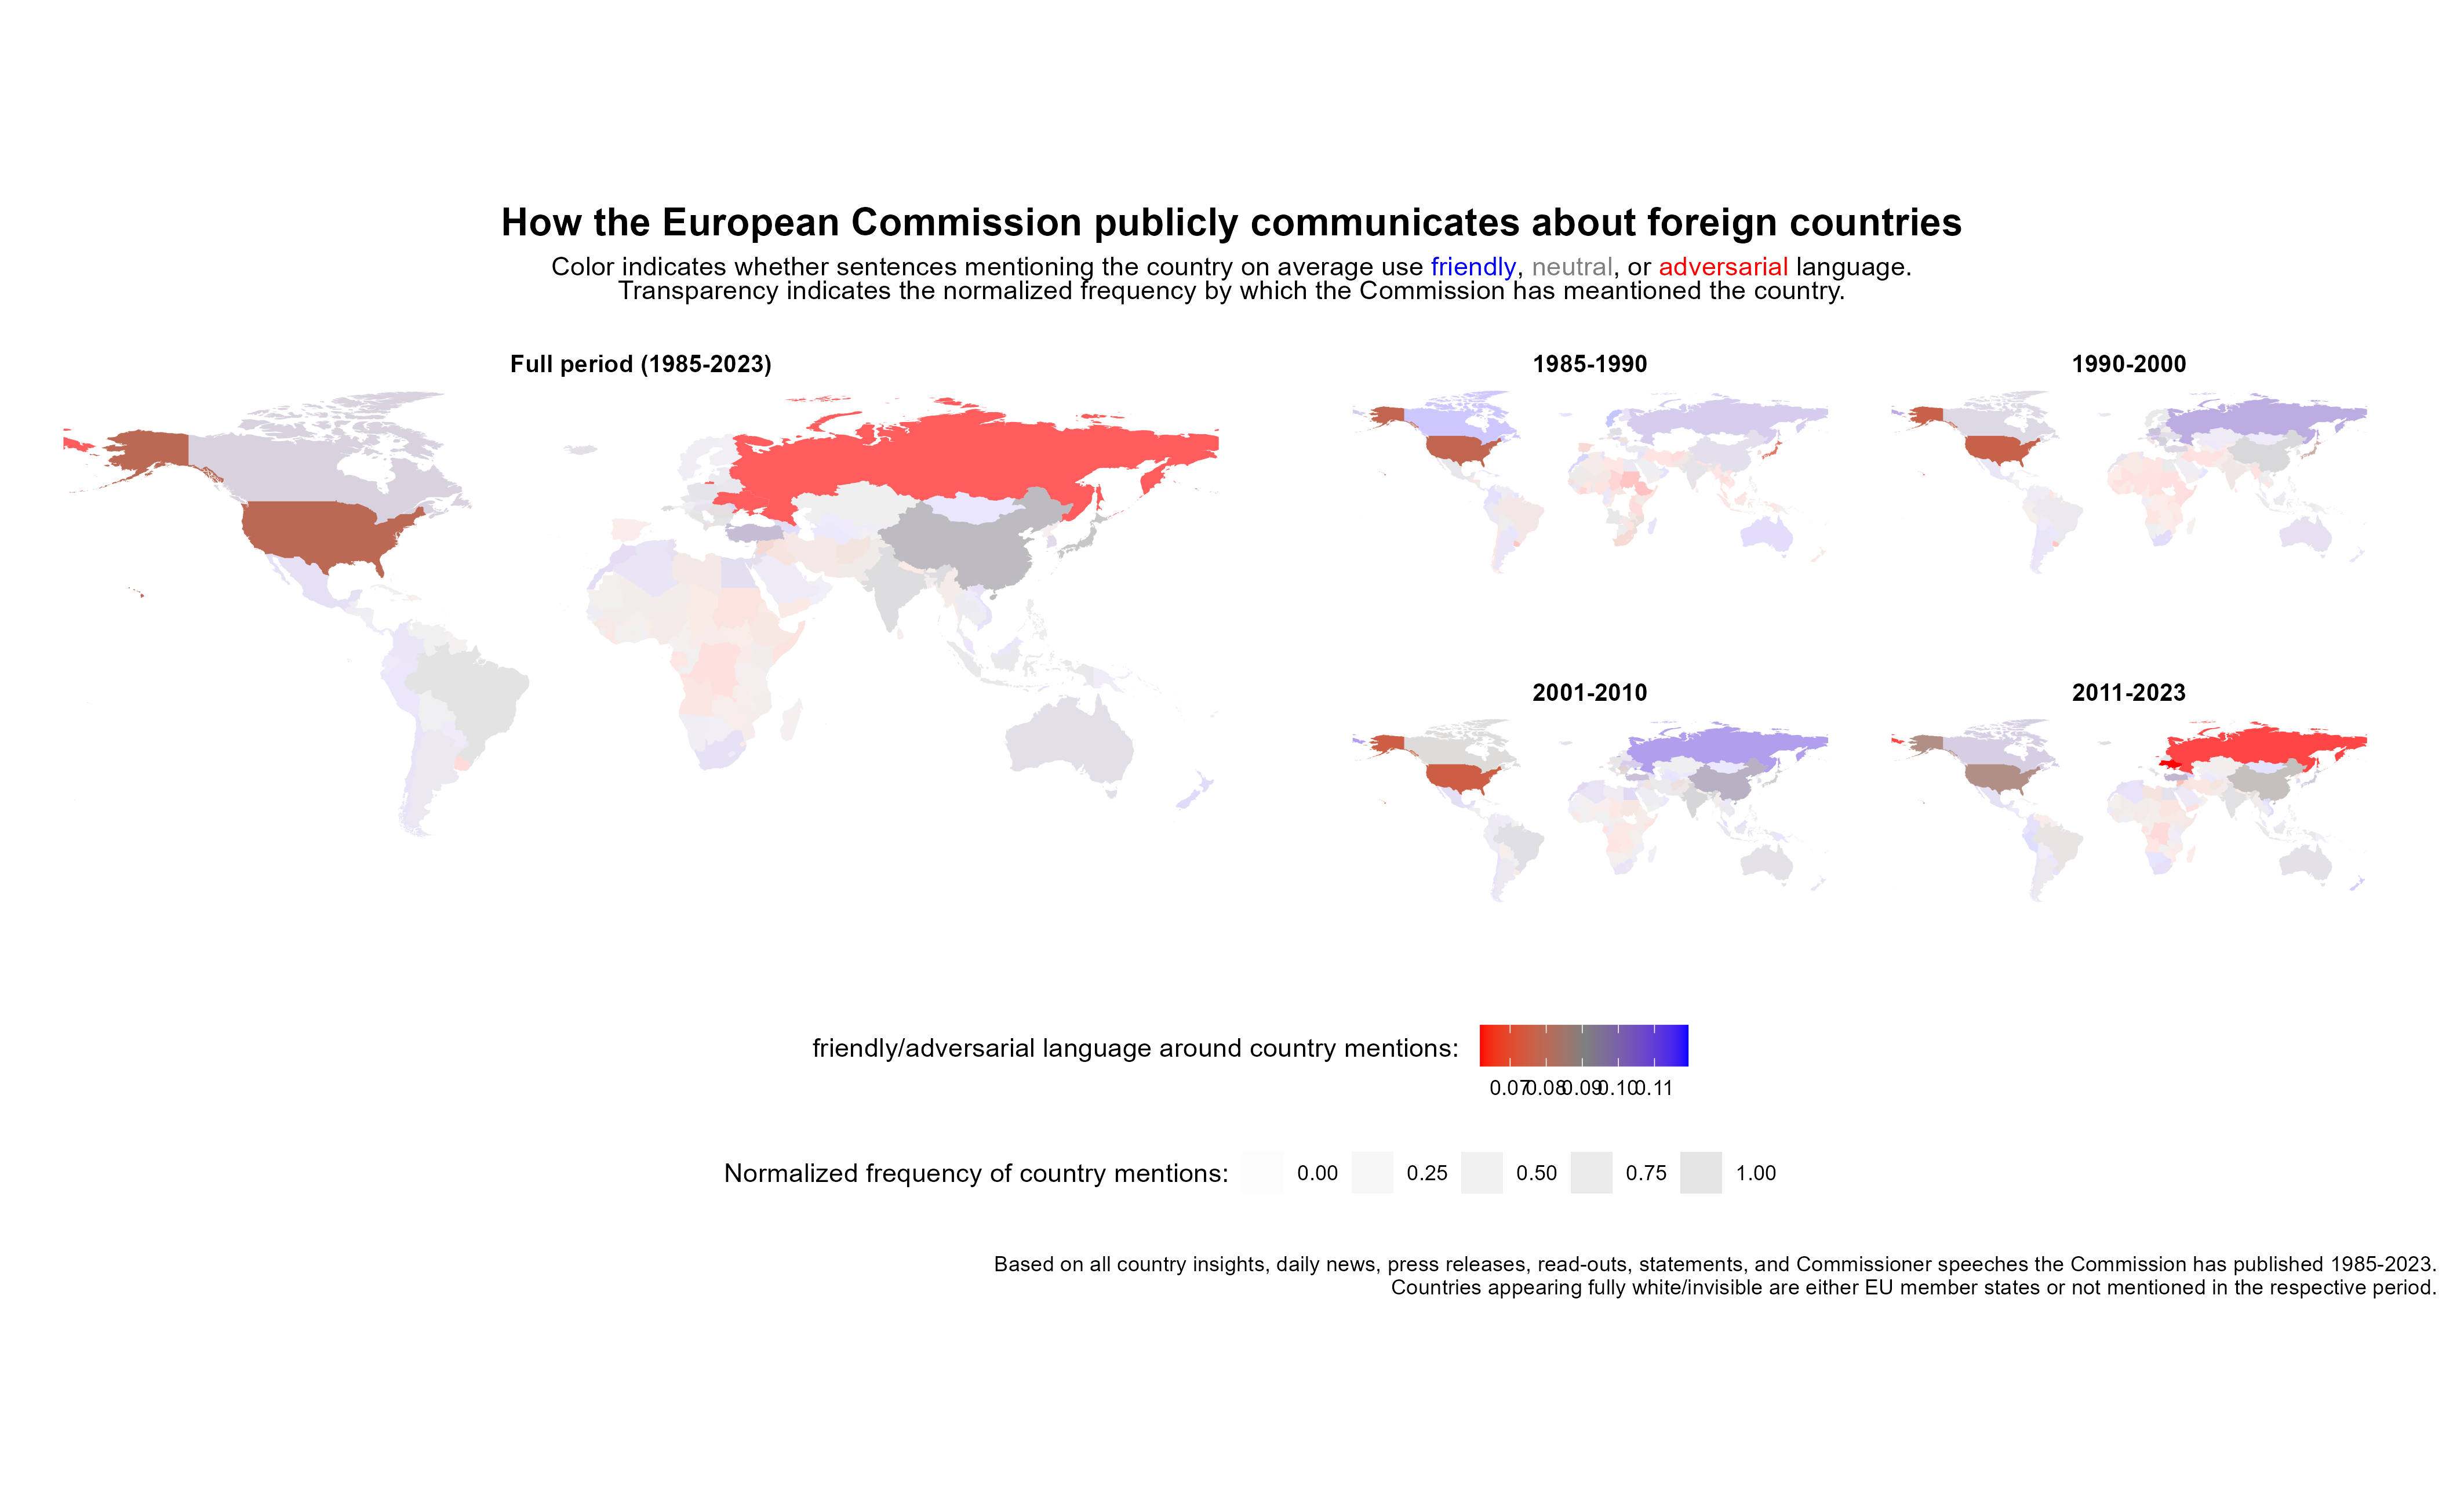 How the European Commission publicly communicates about foreign countries
Color indicates whether sentences mentioning the country on average use friendly, neutral, or adversarial language.
Transparency indicates the normalized frequency by which the Commission has meantioned the country.
Full period (1985-2023)
1985-1990
1990-2000
2001-2010
2011-2023
friendly/adversarial language around country mentions:
0.07 0.08 0.09 0.10 0.11
Normalized frequency of country mentions: 0.00 0.25 0.50 0.75 1.00
Based on all country insights, daily news, press releases, read-outs, statements, and Commissioner speeches the Commission has published 1985-2023.
Countries appearing fully white/invisible are either EU member states or not mentioned in the respective period.